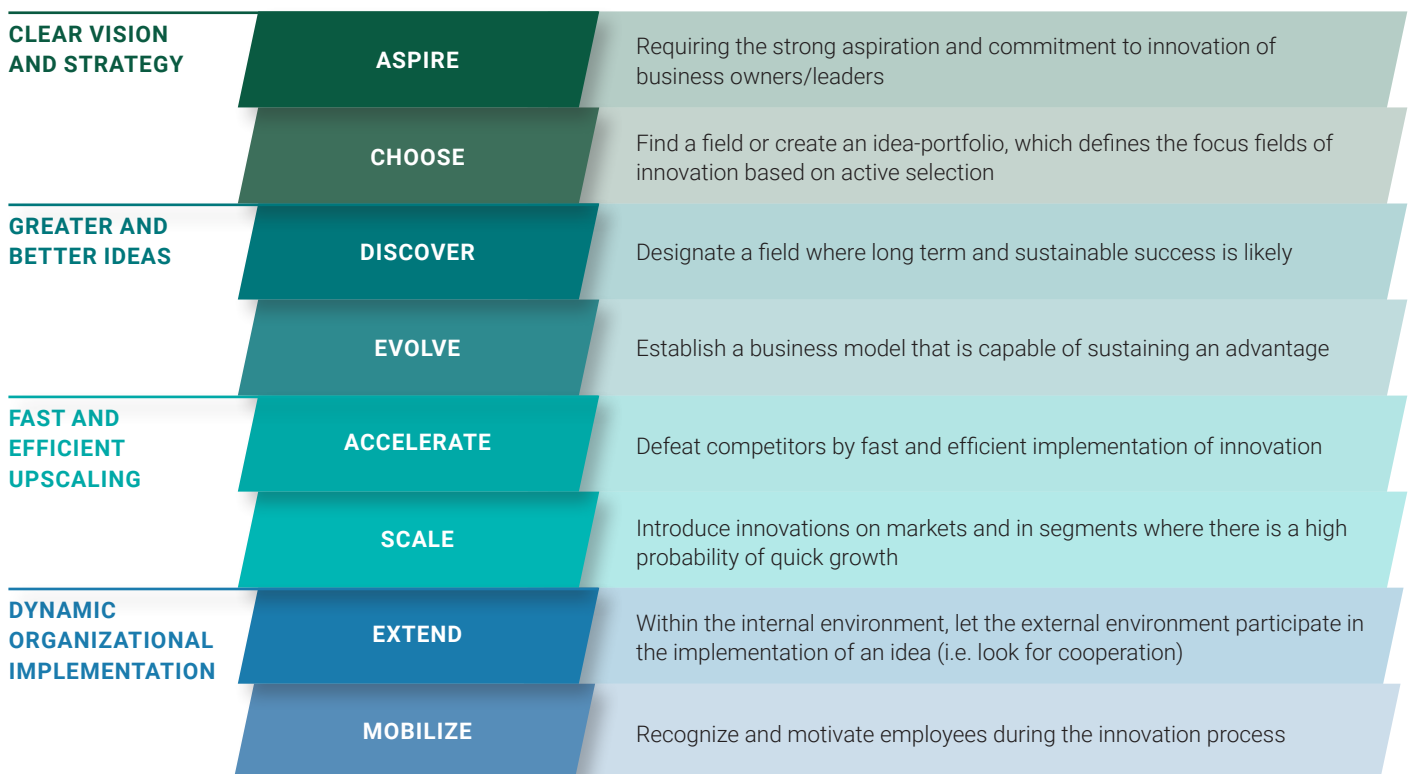 CLEAR VISION
AND STRATEGY
ASPIRE
Requiring the strong aspiration and commitment to innovation of
business owners/leaders
CHOOSE
Find a field or create an idea-portfolio, which defines the focus fields of
innovation based on active selection
GREATER AND
BETTER IDEAS
DISCOVER
Designate a field where long term and sustainable success is likely
EVOLVE
Establish a business model that is capable of sustaining an advantage
FAST AND
EFFICIENT
UPSCALING
ACCELERATE
Defeat competitors by fast and efficient implementation of innovation
SCALE
Introduce innovations on markets and in segments where there is a high
probability of quick growth
DYNAMIC
ORGANIZATIONAL
IMPLEMENTATION
EXTEND
Within the internal environment, let the external environment participate in
the implementation of an idea (i.e. look for cooperation)
MOBILIZE
Recognize and motivate employees during the innovation process